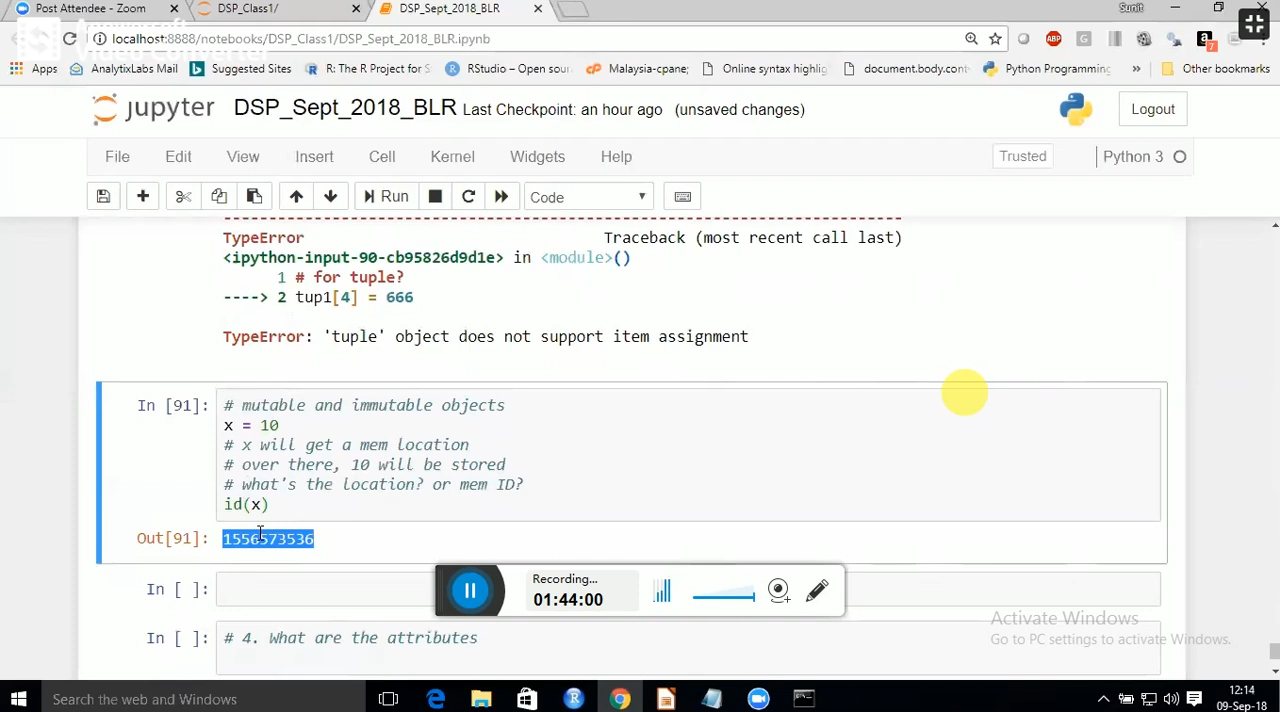 Post Attendee - Zoom
DSP_Class1/
DSP_Sept_2018_BLR
Sunit
localhost:8888/notebooks/DSP_Class1/DSP_Sept_2018_BLR.ipynb
ABP
G
a
7
Apps
AnalytixLabs Mail
Suggested Sites
R: The R Project for S
RStudio – Open sour
Malaysia-cpane;
Online syntax highlig
document.body.cont
Python Programming
»
Other bookmarks
jupyter
DSP_Sept_2018_BLR
Last Checkpoint: an hour ago
(unsaved changes)
Logout
File
Edit
View
Insert
Cell
Kernel
Widgets
Help
Trusted
Python 3
Run
Code
TypeError
Traceback (most recent call last)
<ipython-input-90-cb95826d9d1e> in <module>()
1 # for tuple?
----> 2 tup1[4] = 666
TypeError: 'tuple' object does not support item assignment
In [91]:
# mutable and immutable objects
x = 10
# x will get a mem location
# over there, 10 will be stored
# what's the location? or mem ID?
id(x)
Out[91]:
1556573536
In [ ]:
Recording...
01:44:00
In [ ]:
# 4. What are the attributes
Activate Windows
Go to PC settings to activate Windows.
Search the web and Windows
12:14
09-Sep-18